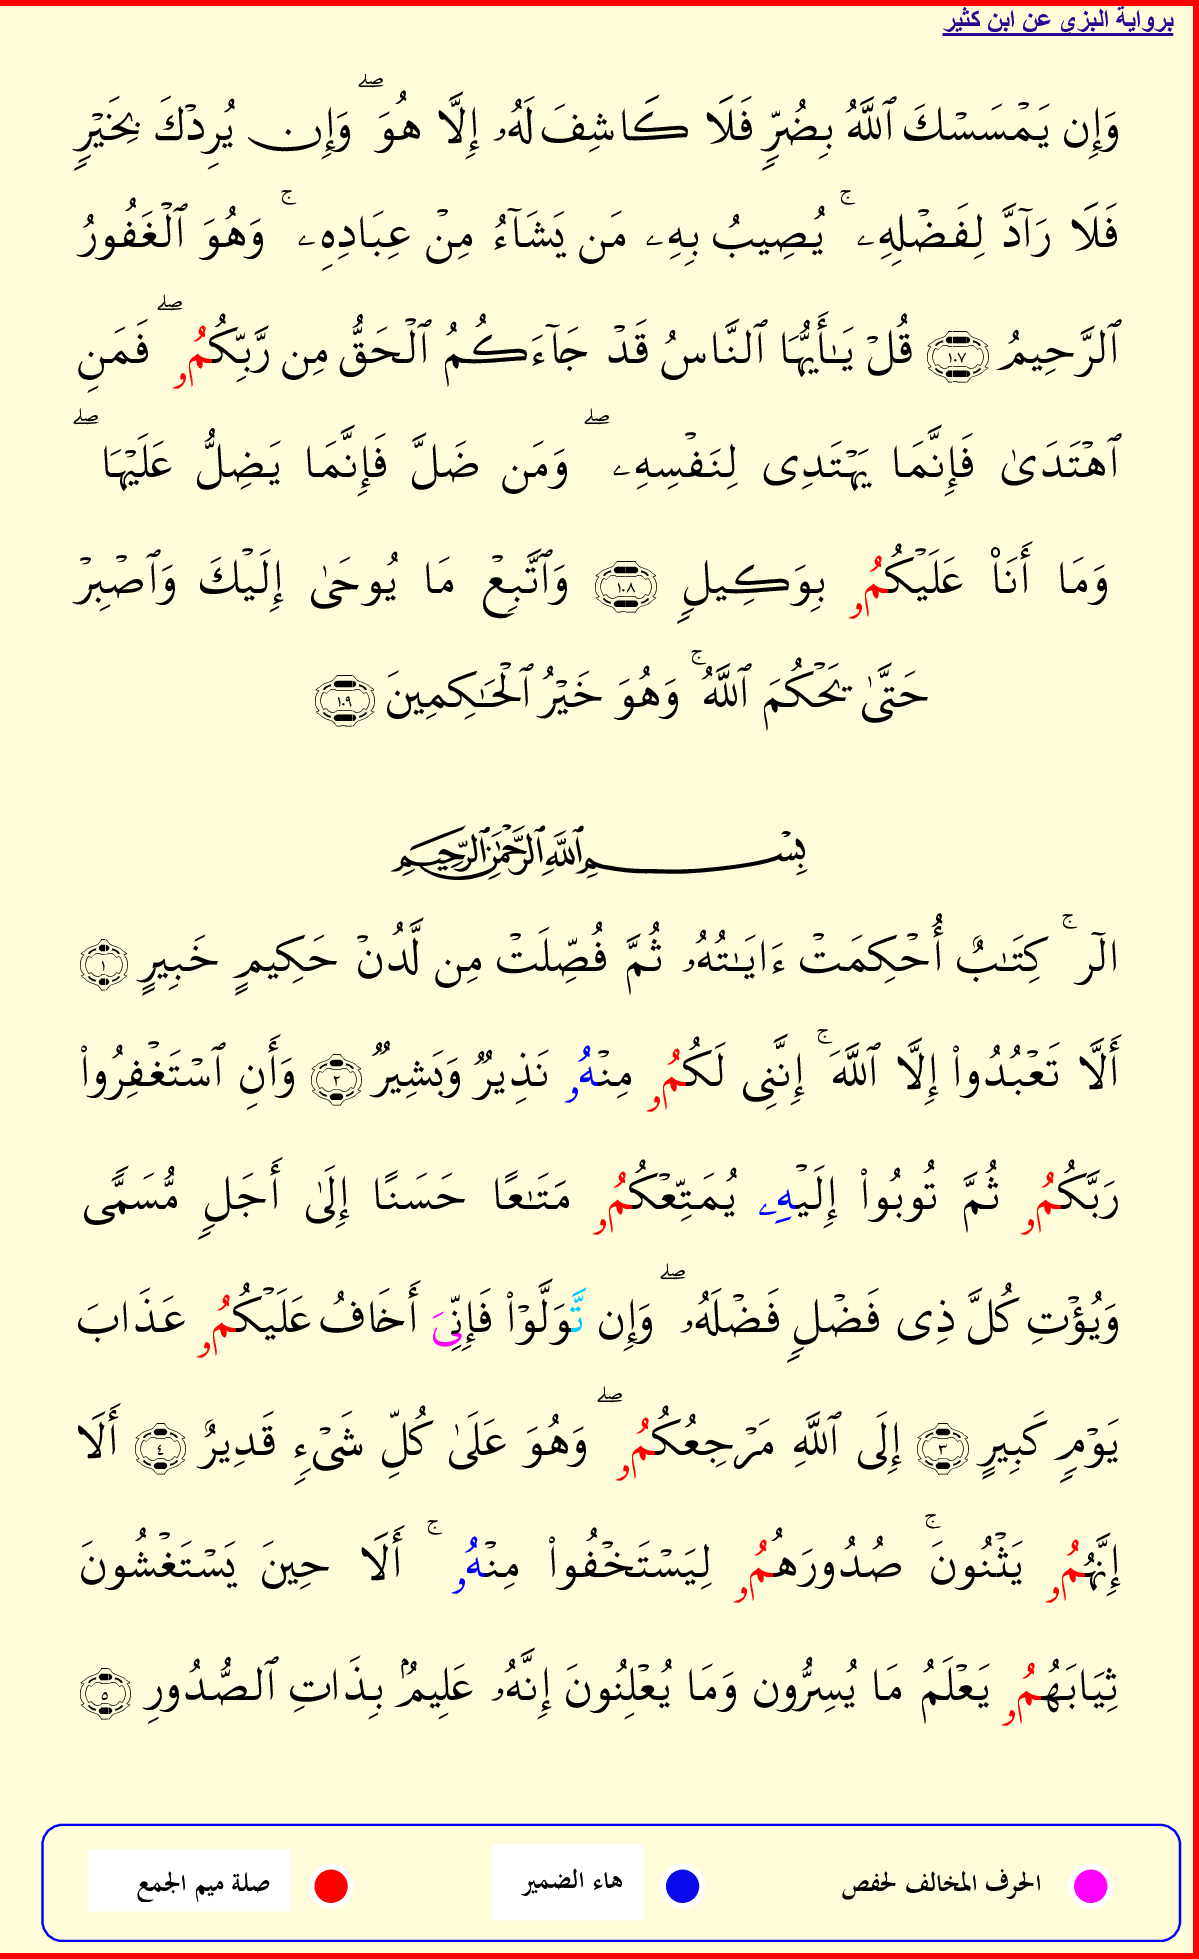 برواية البزي عن ابن كثير
وَإِن يَمْسَسْكَ ٱللَّهُ بِضُرٍّ فَلَا كَاشِفَ لَهُۥ إِلَّا هُوَ ۖ وَإِن يُرِدْكَ بِخَيْرٍ
فَلَا رَآدَّ لِفَضْلِهِۦ ۚ يُصِيبُ بِهِۦ مَن يَشَآءُ مِنْ عِبَادِهِۦ ۚ وَهُوَ ٱلْغَفُورُ
ٱلرَّحِيمُ ١٠٧ قُلْ يَـٰٓأَيُّهَا ٱلنَّاسُ قَدْ جَآءَكُمُ ٱلْحَقُّ مِن رَّبِّكُمُۥ ۖ فَمَنِ
ٱهْتَدَىٰ فَإِنَّمَا يَهْتَدِى لِنَفْسِهِۦ ۖ وَمَن ضَلَّ فَإِنَّمَا يَضِلُّ عَلَيْهَا ۖ
وَمَا أَنَا۠ عَلَيْكُمُۥ بِوَكِيلٍ ١٠٨ وَٱتَّبِعْ مَا يُوحَىٰ إِلَيْكَ وَٱصْبِرْ
حَتَّىٰ يَحْكُمَ ٱللَّهُ ۚ وَهُوَ خَيْرُ ٱلْحَـٰكِمِينَ ١٠٩
بِسْمِ ٱللَّهِ ٱلرَّحْمَـٰنِ ٱلرَّحِيمِ
الٓر ۚ كِتَـٰبٌ أُحْكِمَتْ ءَايَـٰتُهُۥ ثُمَّ فُصِّلَتْ مِن لَّدُنْ حَكِيمٍ خَبِيرٍ ١
أَلَّا تَعْبُدُوا۟ إِلَّا ٱللَّهَ ۚ إِنَّنِى لَكُمُۥ مِنْهُۥ نَذِيرٌ وَبَشِيرٌ ٢ وَأَنِ ٱسْتَغْفِرُوا۟
رَبَّكُمُۥ ثُمَّ تُوبُوا۟ إِلَيْهِۦ يُمَتِّعْكُمُۥ مَتَـٰعًا حَسَنًا إِلَىٰ أَجَلٍ مُّسَمًّى
وَيُؤْتِ كُلَّ ذِى فَضْلٍ فَضْلَهُۥ ۖ وَإِن تَّوَلَّوْا۟ فَإِنِّىَ أَخَافُ عَلَيْكُمُۥ عَذَابَ
يَوْمٍ كَبِيرٍ ٣ إِلَى ٱللَّهِ مَرْجِعُكُمُۥ ۖ وَهُوَ عَلَىٰ كُلِّ شَىْءٍ قَدِيرٌ ٤ أَلَا
إِنَّهُمُۥ يَثْنُونَ صُدُورَهُمُۥ لِيَسْتَخْفُوا۟ مِنْهُۥ ۚ أَلَا حِينَ يَسْتَغْشُونَ
ثِيَابَهُمُۥ يَعْلَمُ مَا يُسِرُّونَ وَمَا يُعْلِنُونَ ۚ إِنَّهُۥ عَلِيمٌۢ بِذَاتِ ٱلصُّدُورِ ٥
الحرف المخالف لحفص هاء الضمير صلة ميم الجمع